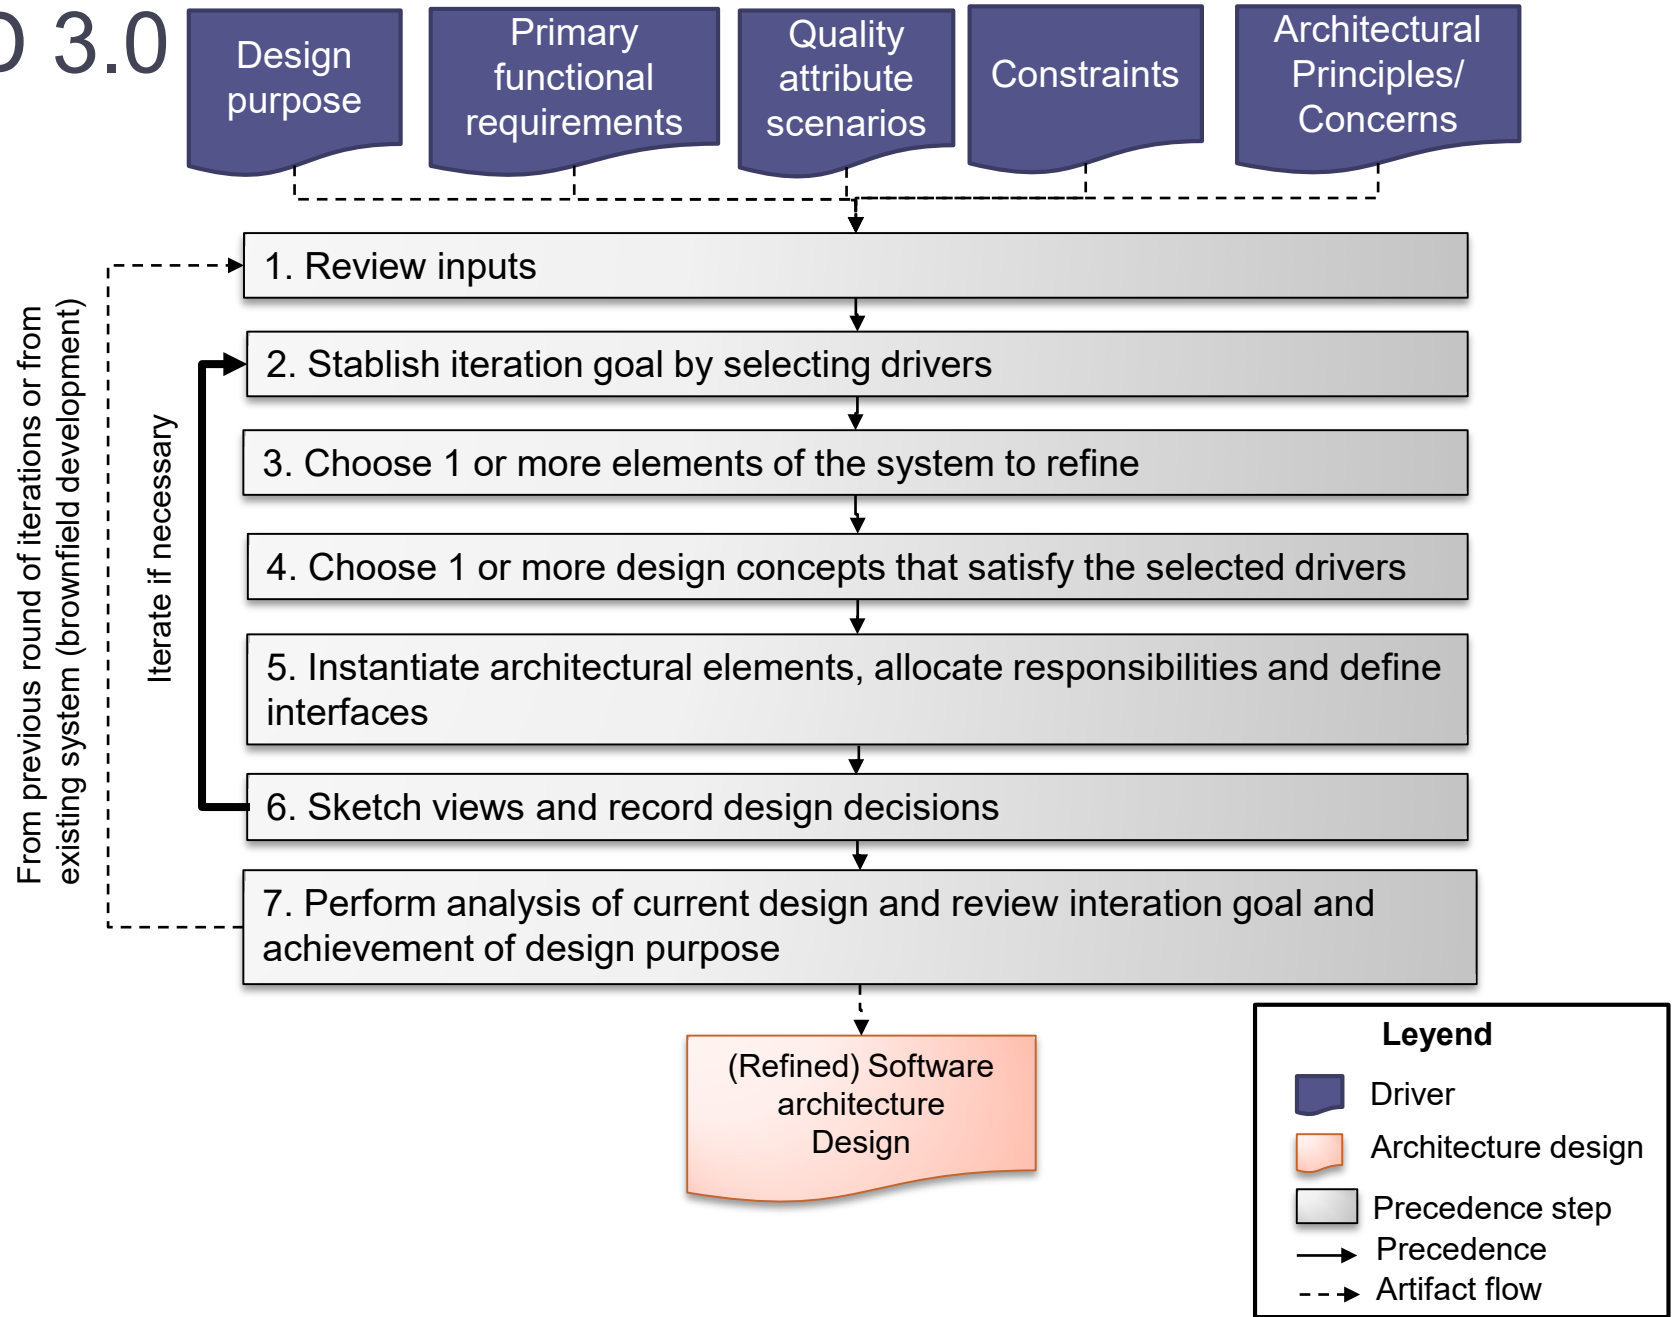 D 3.0
Design
purpose
Primary
functional
requirements
Quality
attribute
scenarios
Constraints
Architectural
Principles/
Concerns
1. Review inputs
2. Stablish iteration goal by selecting drivers
3. Choose 1 or more elements of the system to refine
4. Choose 1 or more design concepts that satisfy the selected drivers
5. Instantiate architectural elements, allocate responsibilities and define
interfaces
6. Sketch views and record design decisions
7. Perform analysis of current design and review interation goal and
achievement of design purpose
From previous round of iterations or from
existing system (brownfield development)
Iterate if necessary
(Refined) Software
architecture
Design
Leyend
Driver
Architecture design
Precedence step
Precedence
Artifact flow